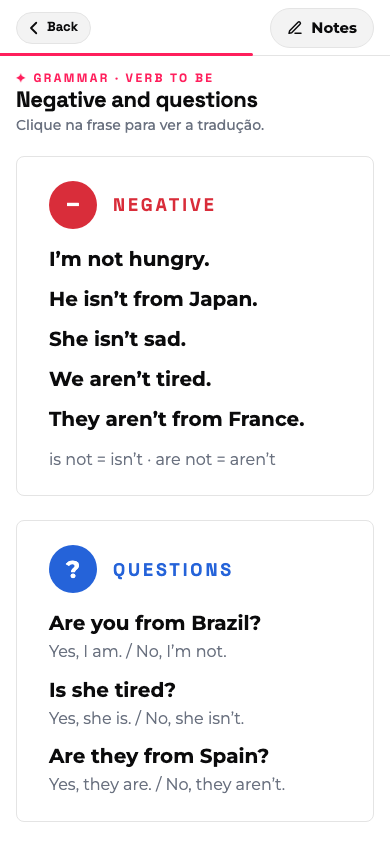 Back
Notes
GRAMMAR · VERB TO BE
Negative and questions
Clique na frase para ver a tradução.
NEGATIVE
I'm not hungry.
He isn't from Japan.
She isn't sad.
We aren't tired.
They aren't from France.
is not = isn't · are not = aren't
?
QUESTIONS
Are you from Brazil?
Yes, I am. / No, I'm not.
Is she tired?
Yes, she is. / No, she isn't.
Are they from Spain?
Yes, they are. / No, they aren't.